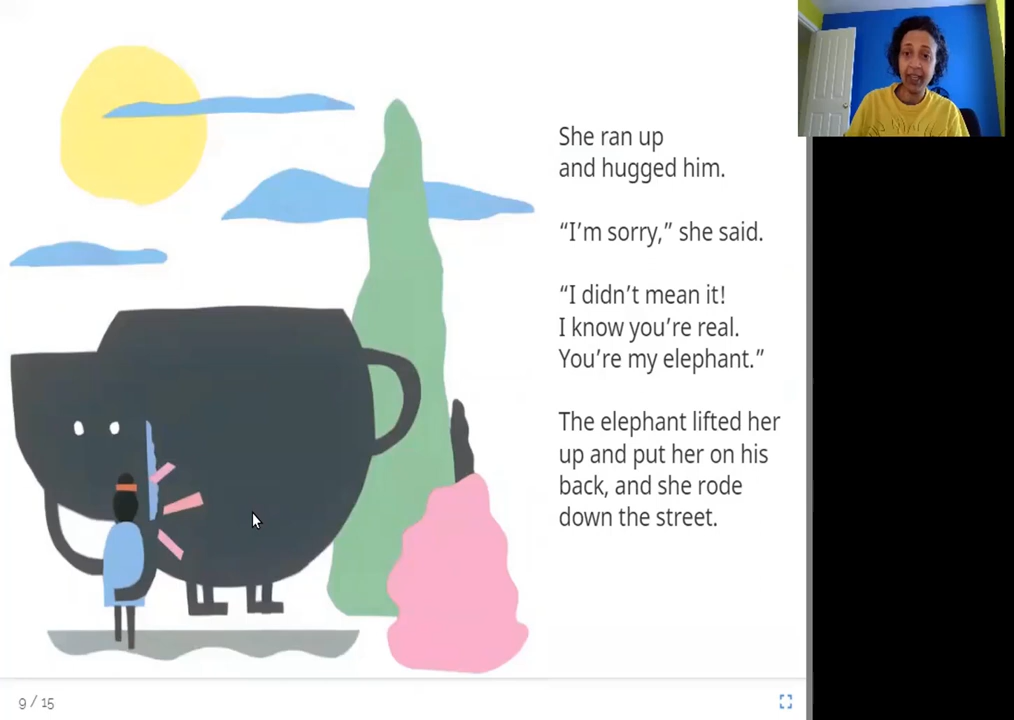 She ran up
and hugged him.
“I’m sorry,” she said.
“I didn’t mean it!
I know you’re real.
You’re my elephant.”
The elephant lifted her
up and put her on his
back, and she rode
down the street.
9 / 15